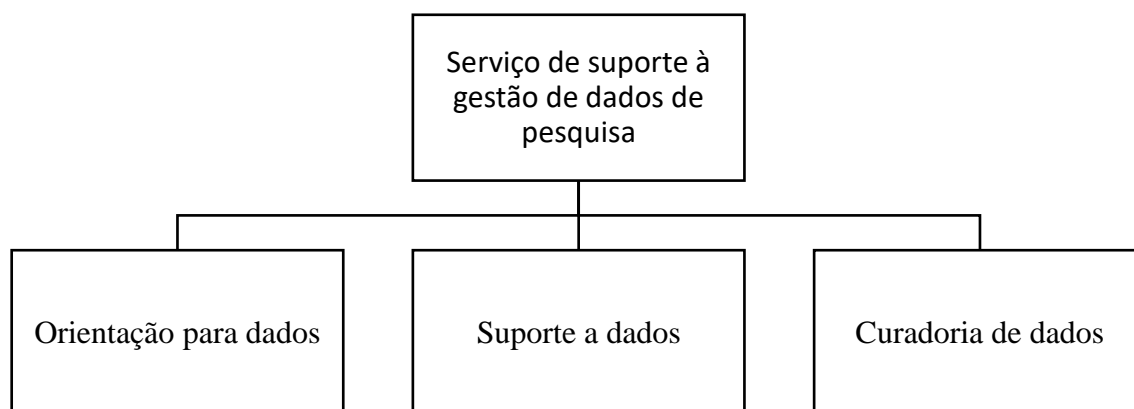 Serviço de suporte à
gestão de dados de
pesquisa
Orientação para dados
Suporte a dados
Curadoria de dados